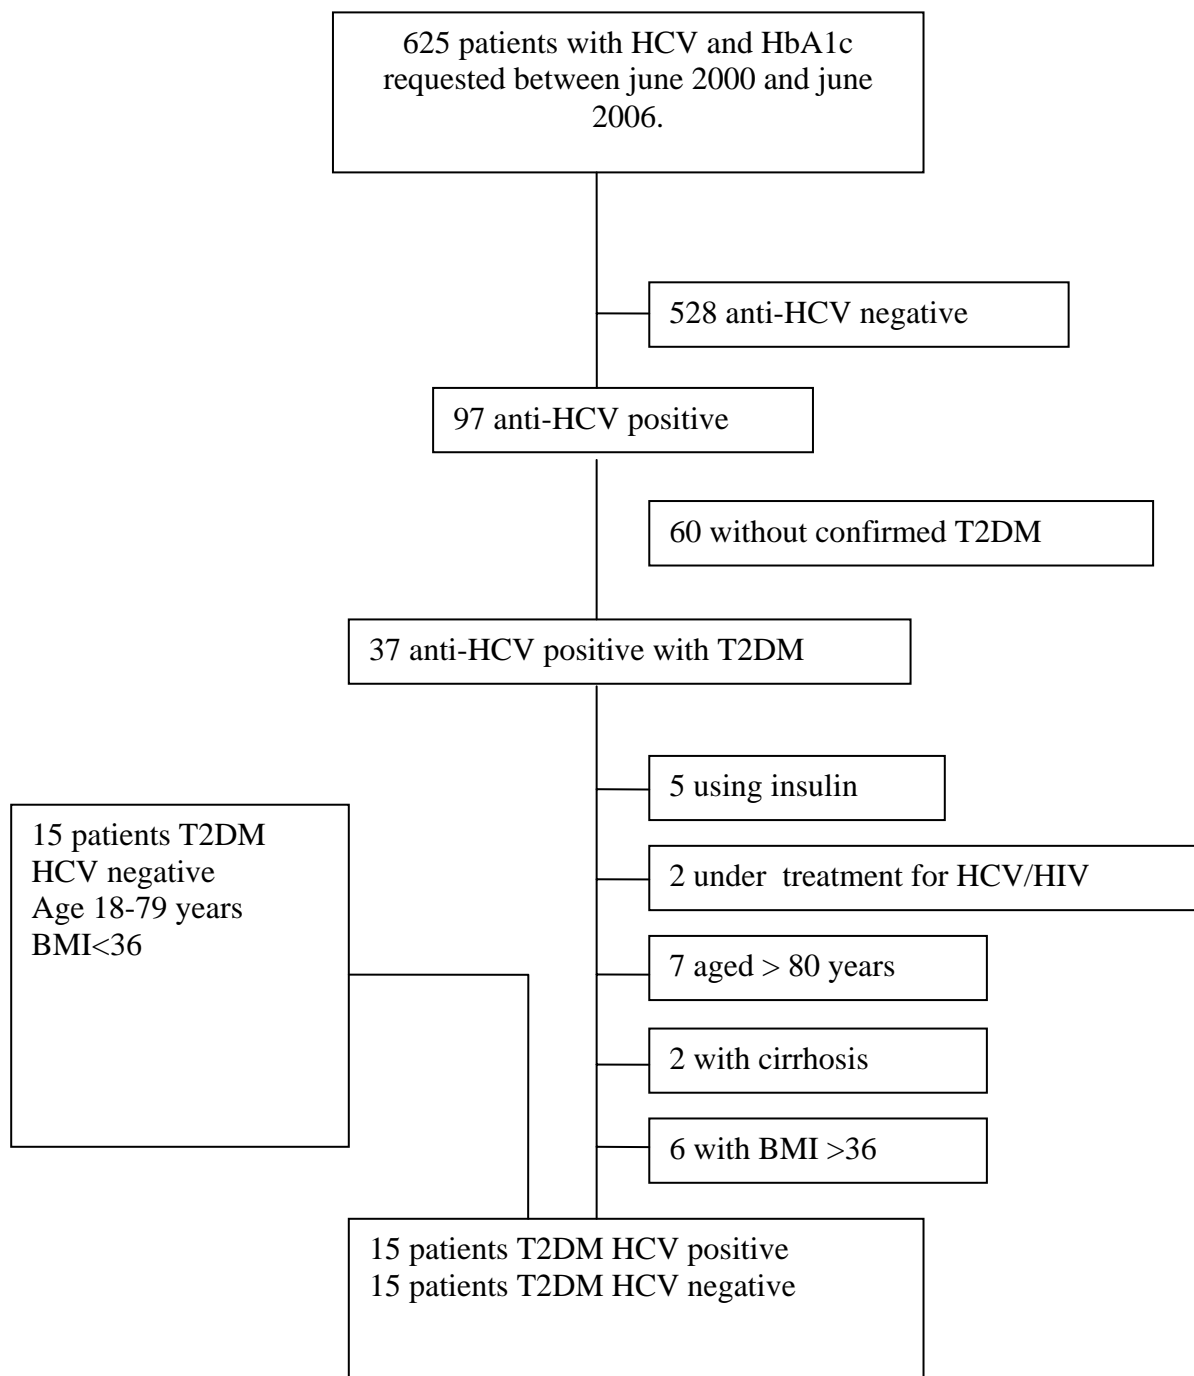 625 patients with HCV and HbA1c
requested between june 2000 and june
2006.
528 anti-HCV negative
97 anti-HCV positive
60 without confirmed T2DM
37 anti-HCV positive with T2DM
5 using insulin
15 patients T2DM
HCV negative
Age 18-79 years
BMI<36
2 under  treatment for HCV/HIV
7 aged > 80 years
2 with cirrhosis
6 with BMI >36
15 patients T2DM HCV positive
15 patients T2DM HCV negative